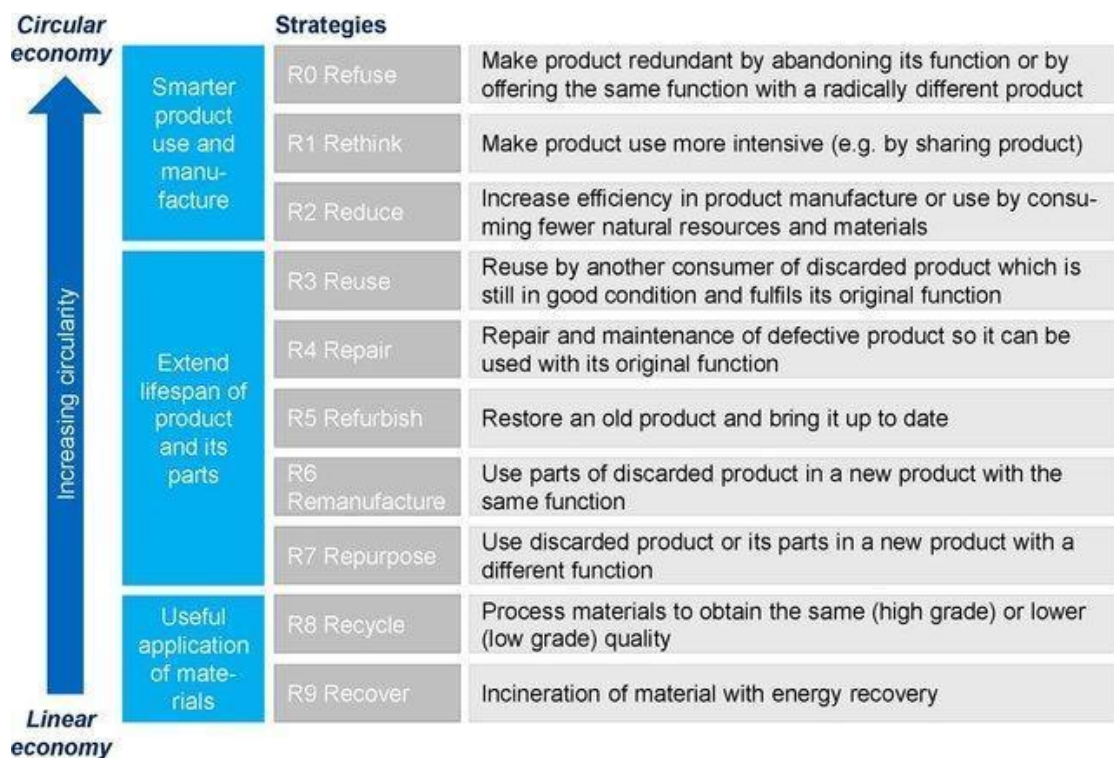 Circular
economy
Strategies
Smarter
product
use and
manu-
facture
R0 Refuse
Make product redundant by abandoning its function or by
offering the same function with a radically different product
R1 Rethink
Make product use more intensive (e.g. by sharing product)
R2 Reduce
Increase efficiency in product manufacture or use by consu-
ming fewer natural resources and materials
Increasing circularity
Extend
lifespan of
product
and its
parts
R3 Reuse
Reuse by another consumer of discarded product which is
still in good condition and fulfils its original function
R4 Repair
Repair and maintenance of defective product so it can be
used with its original function
R5 Refurbish
Restore an old product and bring it up to date
R6
Remanufacture
Use parts of discarded product in a new product with the
same function
R7 Repurpose
Use discarded product or its parts in a new product with a
different function
Useful
application
of mate-
rials
R8 Recycle
Process materials to obtain the same (high grade) or lower
(low grade) quality
R9 Recover
Incineration of material with energy recovery
Linear
economy